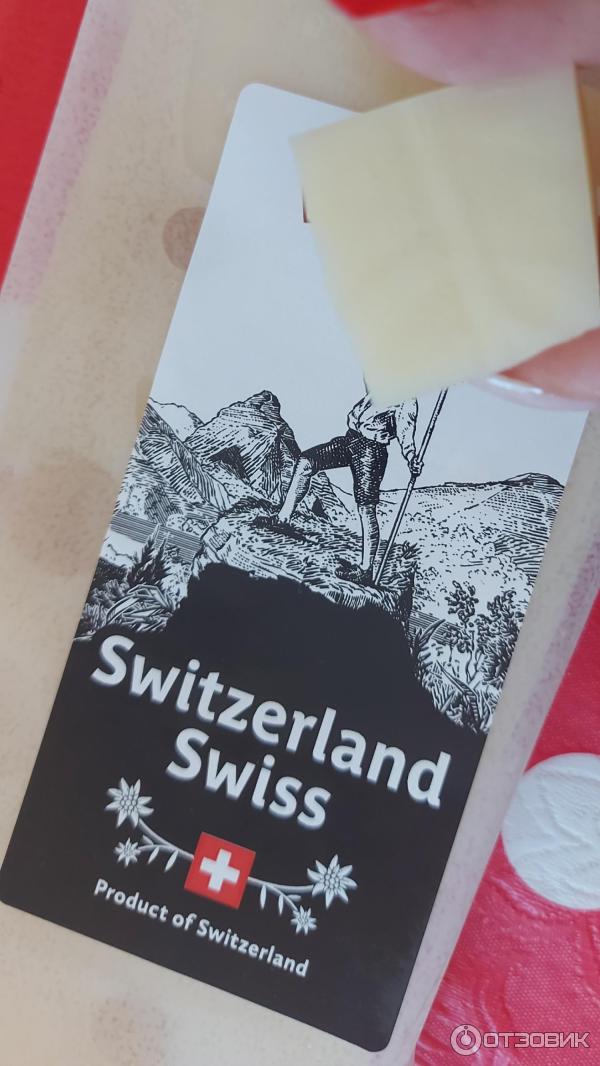 Switzerland
Swiss
Product of Switzerland
ОТЗОВИК